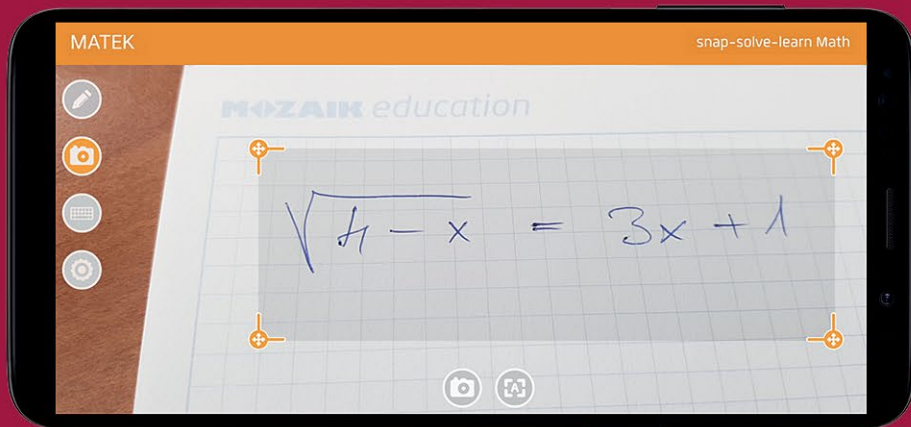 MATEK
snap-solve-learn Math
MOZAIK education
√(4-x) = 3x + 1
A